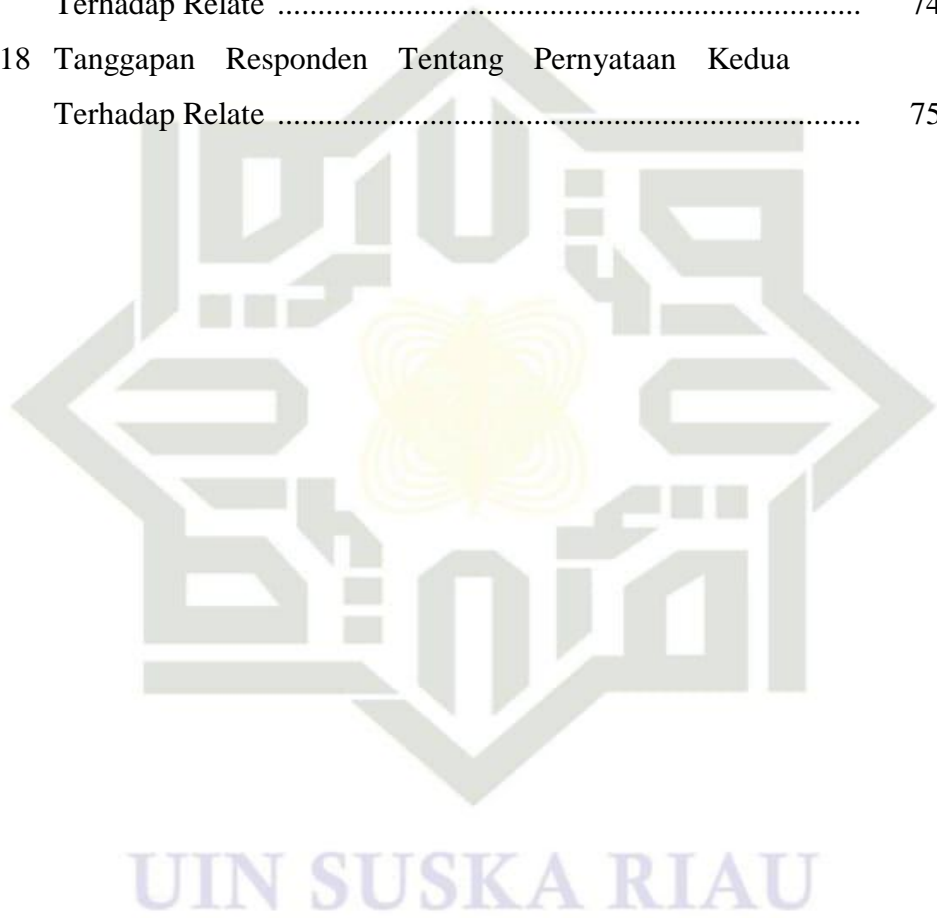 Terhadap Relate ........................................................................ 74
18 Tanggapan Responden Tentang Pernyataan Kedua
Terhadap Relate ........................................................................ 75
UIN SUSKA RIAU